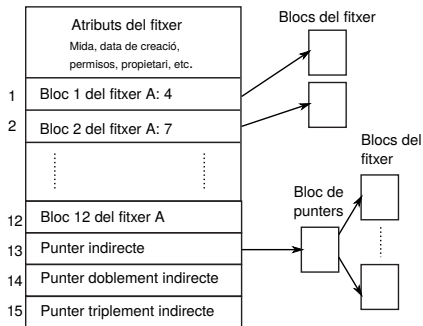 Atributs del fitxer
Mida, data de creació,
permisos, propietari, etc.
1 Bloc 1 del fitxer A: 4
2 Bloc 2 del fitxer A: 7
12 Bloc 12 del fitxer A
13 Punter indirecte
14 Punter doblement indirecte
15 Punter triplement indirecte
Blocs del fitxer
Bloc de
punters
Blocs del
fitxer